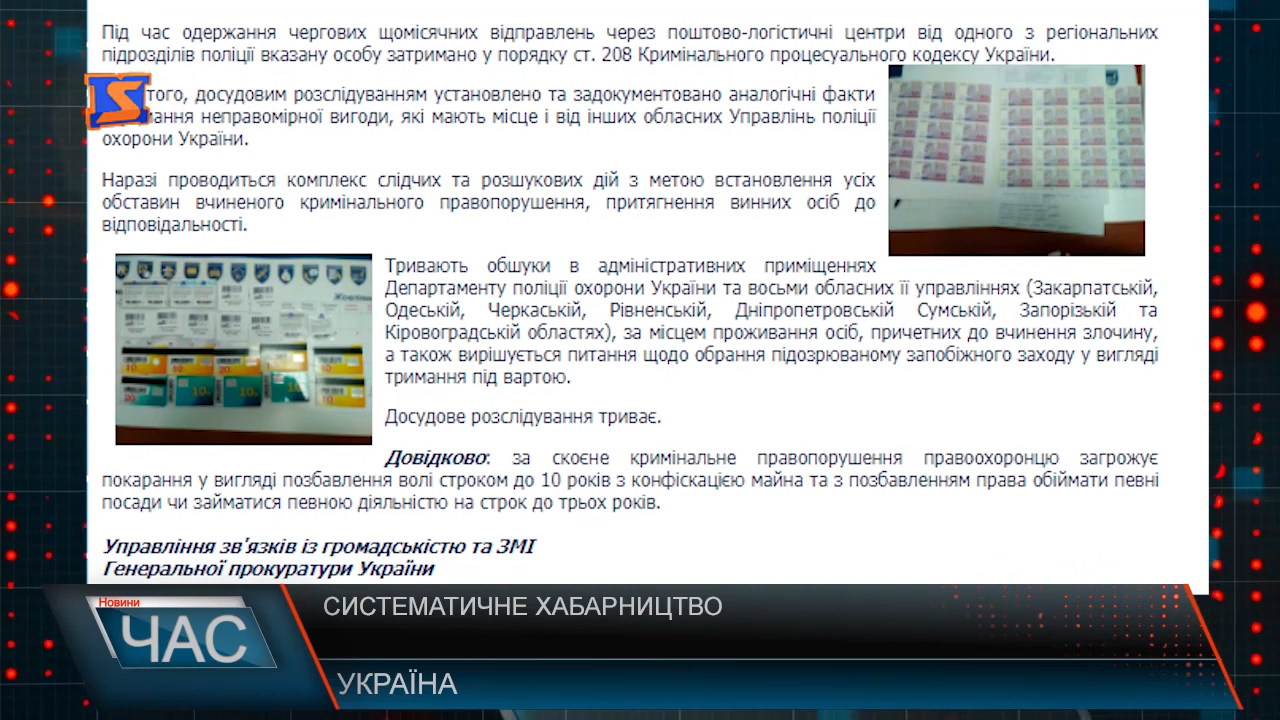 Під час одержання чергових щомісячних відправлень через поштово-логістичні центри від одного з регіональних
підрозділів поліції вказану особу затримано у порядку ст. 208 Кримінального процесуального кодексу України.
того, досудовим розслідуванням установлено та задокументовано аналогічні факти
мання неправомірної вигоди, які мають місце і від інших обласних Управлінь поліції
охорони України.
Наразі проводиться комплекс слідчих та розшукових дій з метою встановлення усіх
обставин вчиненого кримінального правопорушення, притягнення винних осіб до
відповідальності.
Тривають обшуки в адміністративних приміщеннях
Департаменту поліції охорони України та восьми обласних її управліннях (Закарпатській,
Одеській, Черкаській, Рівненській, Дніпропетровській Сумській, Запорізькій та
Кіровоградській областях), за місцем проживання осіб, причетних до вчинення злочину,
а також вирішується питання щодо обрання підозрюваному запобіжного заходу у вигляді
тримання під вартою.
Досудове розслідування триває.
Довідково: за скоєне кримінальне правопорушення правоохоронцю загрожує
покарання у вигляді позбавлення волі строком до 10 років з конфіскацією майна та з позбавленням права обіймати певні
посади чи займатися певною діяльністю на строк до трьох років.
Управління зв'язків із громадськістю та ЗМІ
Генеральної прокуратури України
Новини
ЧАС
СИСТЕМАТИЧНЕ ХАБАРНИЦТВО
УКРАЇНА